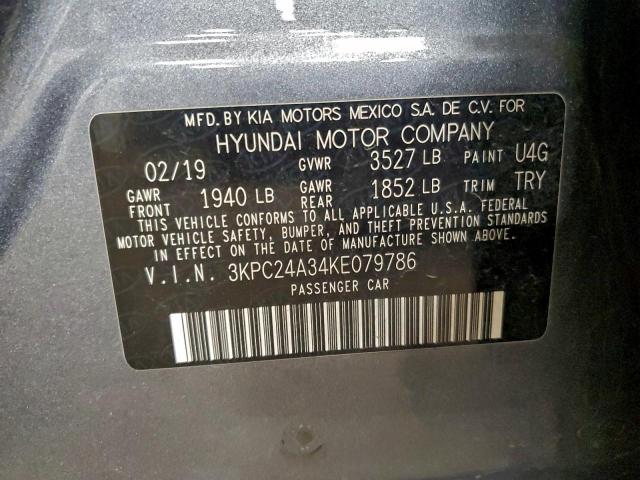 MFD. BY KIA MOTORS MEXICO S.A. DE C.V. FOR
HYUNDAI MOTOR COMPANY
02/19 GVWR 3527 LB PAINT U4G
GAWR FRONT 1940 LB GAWR REAR 1852 LB TRIM TRY
THIS VEHICLE CONFORMS TO ALL APPLICABLE U.S.A. FEDERAL
MOTOR VEHICLE SAFETY, BUMPER, AND THEFT PREVENTION STANDARDS
IN EFFECT ON THE DATE OF MANUFACTURE SHOWN ABOVE.
V.I.N. 3KPC24A34KE079786
PASSENGER CAR